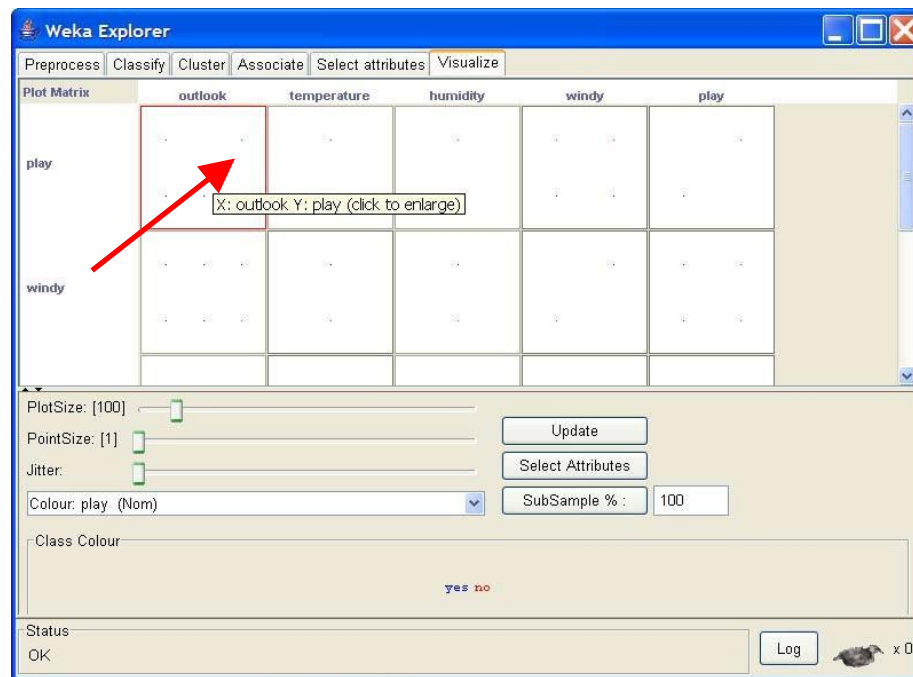 Weka Explorer
Preprocess Classify Cluster Associate Select attributes Visualize
Plot Matrix outlook temperature humidity windy play
play
X: outlook Y: play (click to enlarge)
windy
PlotSize: [100]
PointSize: [1]
Jitter:
Update
Select Attributes
Colour: play (Nom)
SubSample % : 100
Class Colour
yes no
Status
OK
Log
x 0